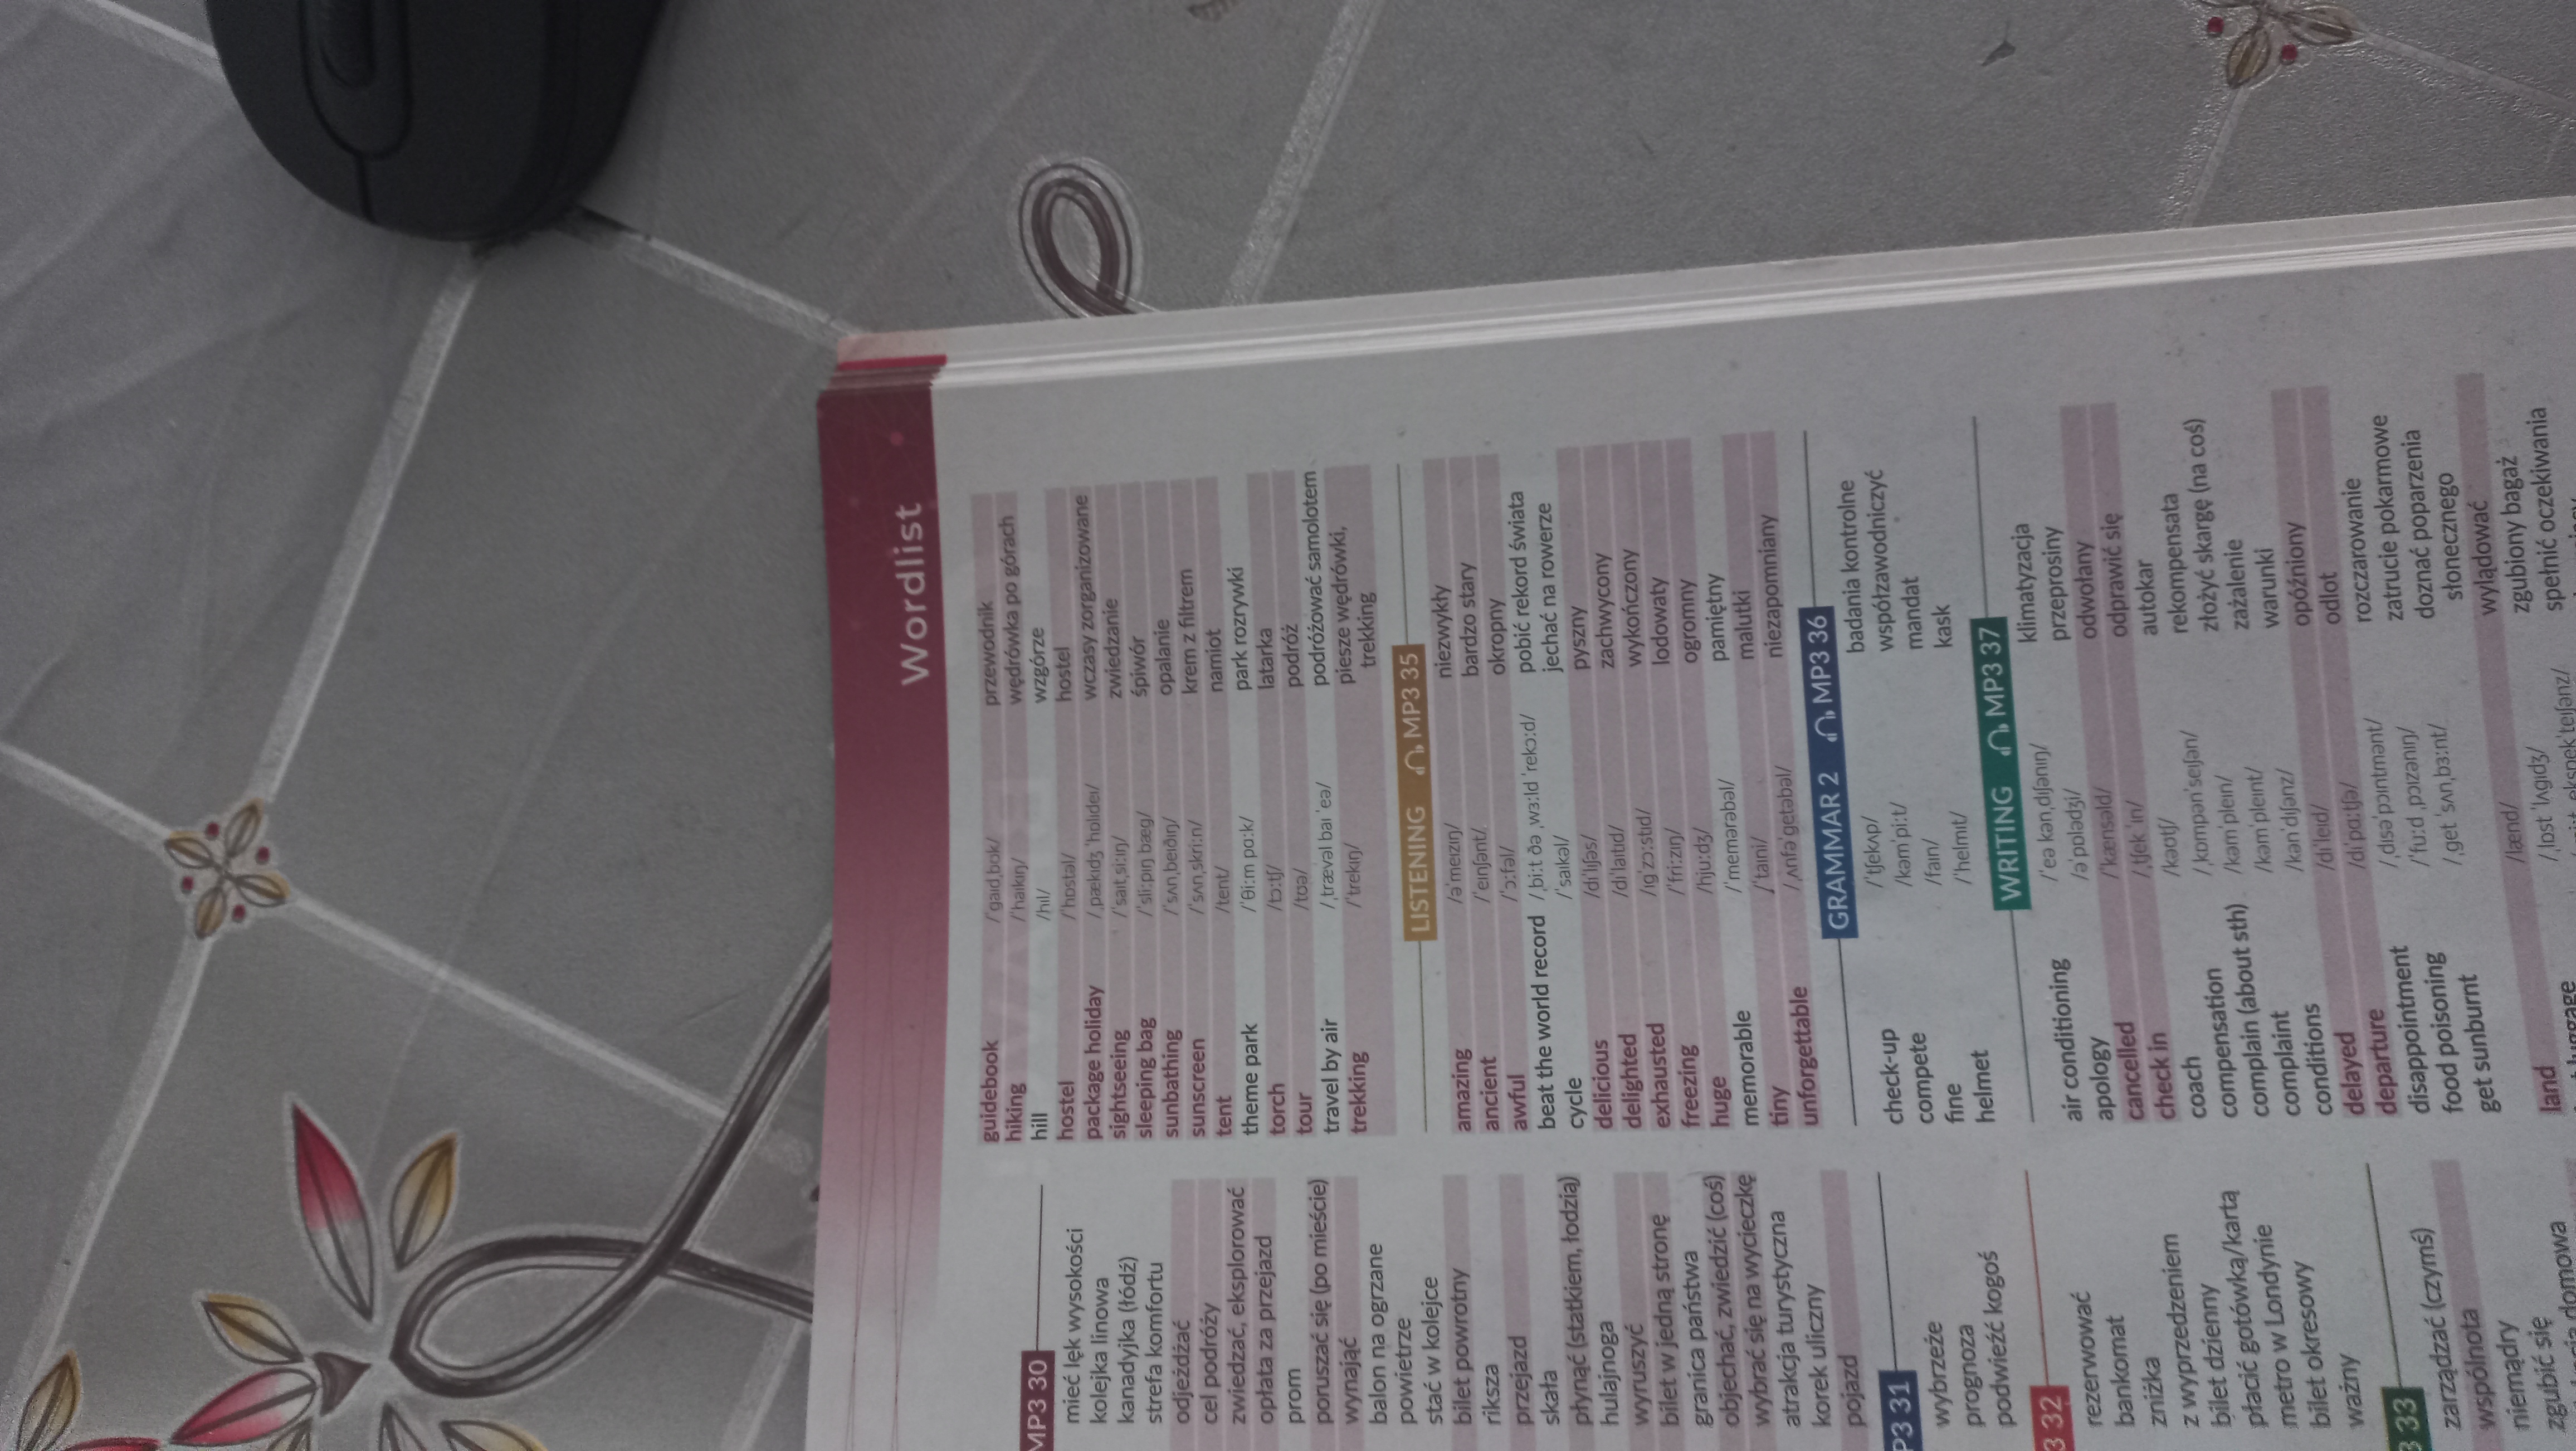 Wordlist
MP3 30
mieć lęk wysokości
kolejka linowa
kanadyjka (łódź)
strefa komfortu
odjeżdżać
cel podróży
zwiedzać, eksplorować
opłata za przejazd
prom
poruszać się (po mieście)
wynająć
balon na ogrzane
powietrze
stać w kolejce
bilet powrotny
riksza
przejazd
skała
płynąć (statkiem, łodzią)
hulajnoga
wyruszyć
bilet w jedną stronę
granica państwa
objechać, zwiedzić (coś)
wybrać się na wycieczkę
atrakcja turystyczna
korek uliczny
pojazd
P3 31
wybrzeże
prognoza
podwieźć kogoś
3 32
rezerwować
bankomat
zniżka
z wyprzedzeniem
bilet dzienny
płacić gotówką/kartą
metro w Londynie
bilet okresowy
ważny
3 33
zarządzać (czymś)
wspólnota
niemądry
zgubić się
domowa
guidebook /ˈɡaɪdˌbʊk/ przewodnik
hiking /ˈhaɪkɪŋ/ wędrówka po górach
hill /hɪl/ wzgórze
hostel /ˈhɒstəl/ hostel
package holiday /ˌpækɪdʒ ˈhɒlɪdeɪ/ wczasy zorganizowane
sightseeing /ˈsaɪtˌsiːɪŋ/ zwiedzanie
sleeping bag /ˈsliːpɪŋ bæɡ/ śpiwór
sunbathing /ˈsʌnˌbeɪðɪŋ/ opalanie
sunscreen /ˈsʌnˌskriːn/ krem z filtrem
tent /tent/ namiot
theme park /ˈθiːm pɑːk/ park rozrywki
torch /tɔːtʃ/ latarka
tour /tʊə/ podróż
travel by air /ˌtrævəl baɪ ˈeə/ podróżować samolotem
trekking /ˈtrekɪŋ/ piesze wędrówki,
trekking
LISTENING MP3 35
amazing /əˈmeɪzɪŋ/ niezwykły
ancient /ˈeɪnʃənt/ bardzo stary
awful /ˈɔːfəl/ okropny
beat the world record /ˌbiːt ðə ˌwɜːld ˈrekɔːd/ pobić rekord świata
cycle /ˈsaɪkəl/ jechać na rowerze
delicious /dɪˈlɪʃəs/ pyszny
delighted /dɪˈlaɪtɪd/ zachwycony
exhausted /ɪɡˈzɔːstɪd/ wykończony
freezing /ˈfriːzɪŋ/ lodowaty
huge /hjuːdʒ/ ogromny
memorable /ˈmemərəbəl/ pamiętny
tiny /ˈtaɪni/ malutki
unforgettable /ˌʌnfəˈɡetəbəl/ niezapomniany
GRAMMAR 2 MP3 36
check-up /ˈtʃekʌp/ badania kontrolne
compete /kəmˈpiːt/ współzawodniczyć
fine /faɪn/ mandat
helmet /ˈhelmɪt/ kask
WRITING MP3 37
air conditioning /ˈeə kənˌdɪʃənɪŋ/ klimatyzacja
apology /əˈpɒlədʒi/ przeprosiny
cancelled /ˈkænsəld/ odwołany
check in /ˌtʃek ˈɪn/ odprawić się
coach /kəʊtʃ/ autokar
compensation /ˌkɒmpənˈseɪʃən/ rekompensata
complain (about sth) /kəmˈpleɪn/ złożyć skargę (na coś)
complaint /kəmˈpleɪnt/ zażalenie
conditions /kənˈdɪʃənz/ warunki
delayed /dɪˈleɪd/ opóźniony
departure /dɪˈpɑːtʃə/ odlot
disappointment /ˌdɪsəˈpɔɪntmənt/ rozczarowanie
food poisoning /ˈfuːd ˌpɔɪzənɪŋ/ zatrucie pokarmowe
get sunburnt /ˌɡet ˈsʌnˌbɜːnt/ doznać poparzenia
słonecznego
land /lænd/ wylądować
luggage /ˌlɒst ˈlʌɡɪdʒ/ zgubiony bagaż
ekspekˈteɪʃənz/ spełnić oczekiwania